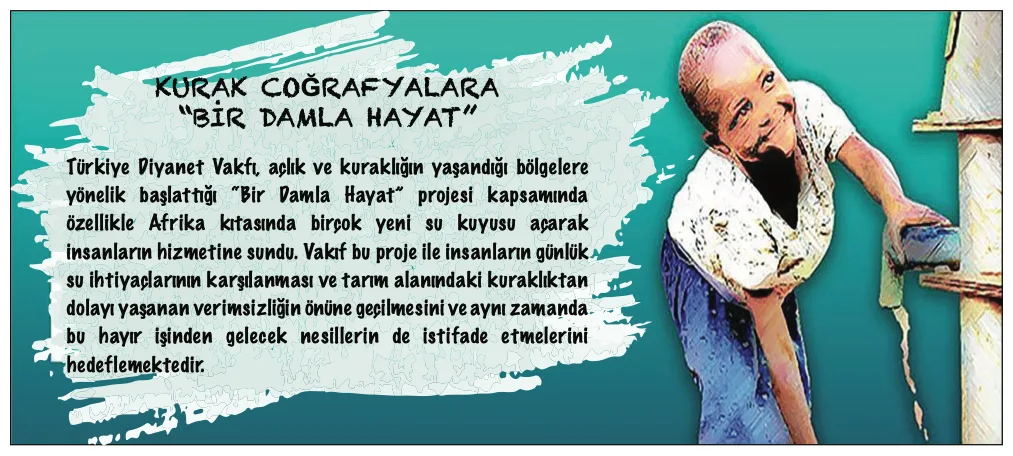 KURAK COĞRAFYALARA
“BİR DAMLA HAYAT”
Türkiye Diyanet Vakfı, açlık ve kuraklığın yaşandığı bölgelere
yönelik başlattığı “Bir Damla Hayat” projesi kapsamında
özellikle Afrika kıtasında birçok yeni su kuyusu açarak
insanların hizmetine sundu. Vakıf bu proje ile insanların günlük
su ihtiyaçlarının karşılanması ve tarım alanındaki kuraklıktan
dolayı yaşanan verimsizliğin önüne geçilmesini ve aynı zamanda
bu hayır işinden gelecek nesillerin de istifade etmelerini
hedeflemektedir.